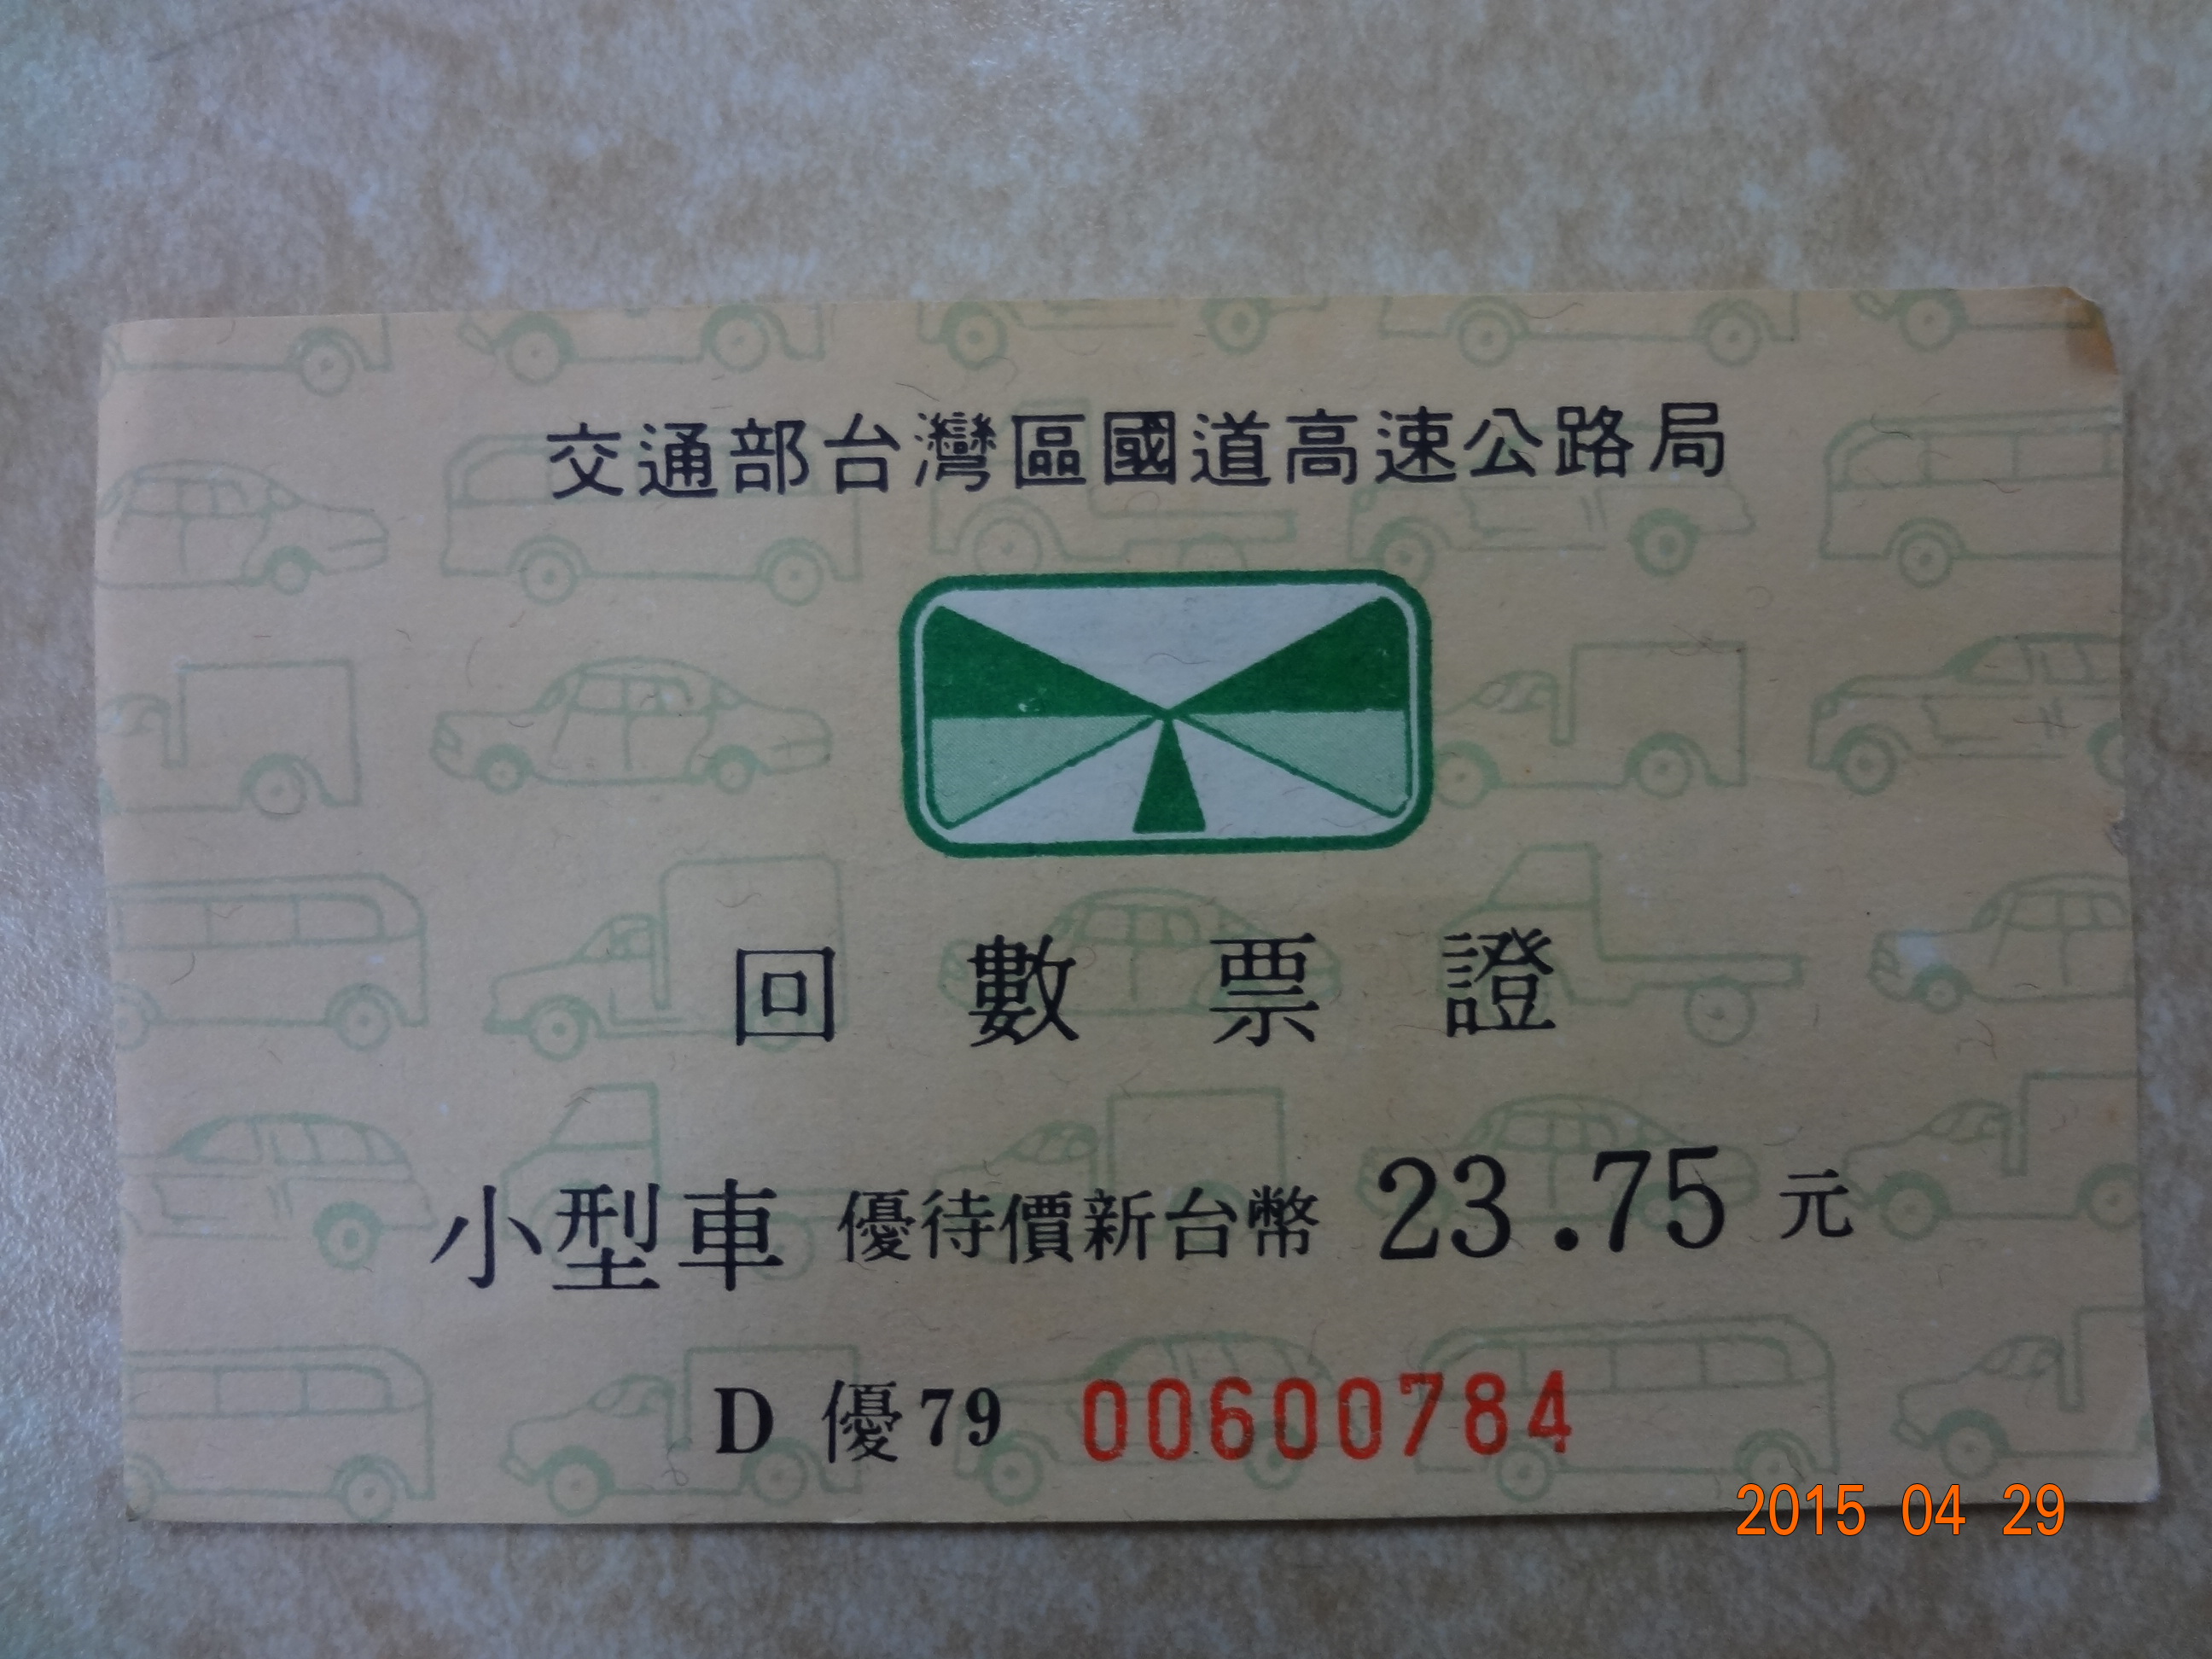 交通部台灣區國道高速公路局
回數票證
小型車 優待價新台幣 23.75 元
D 優79 00600784
2015 04 29